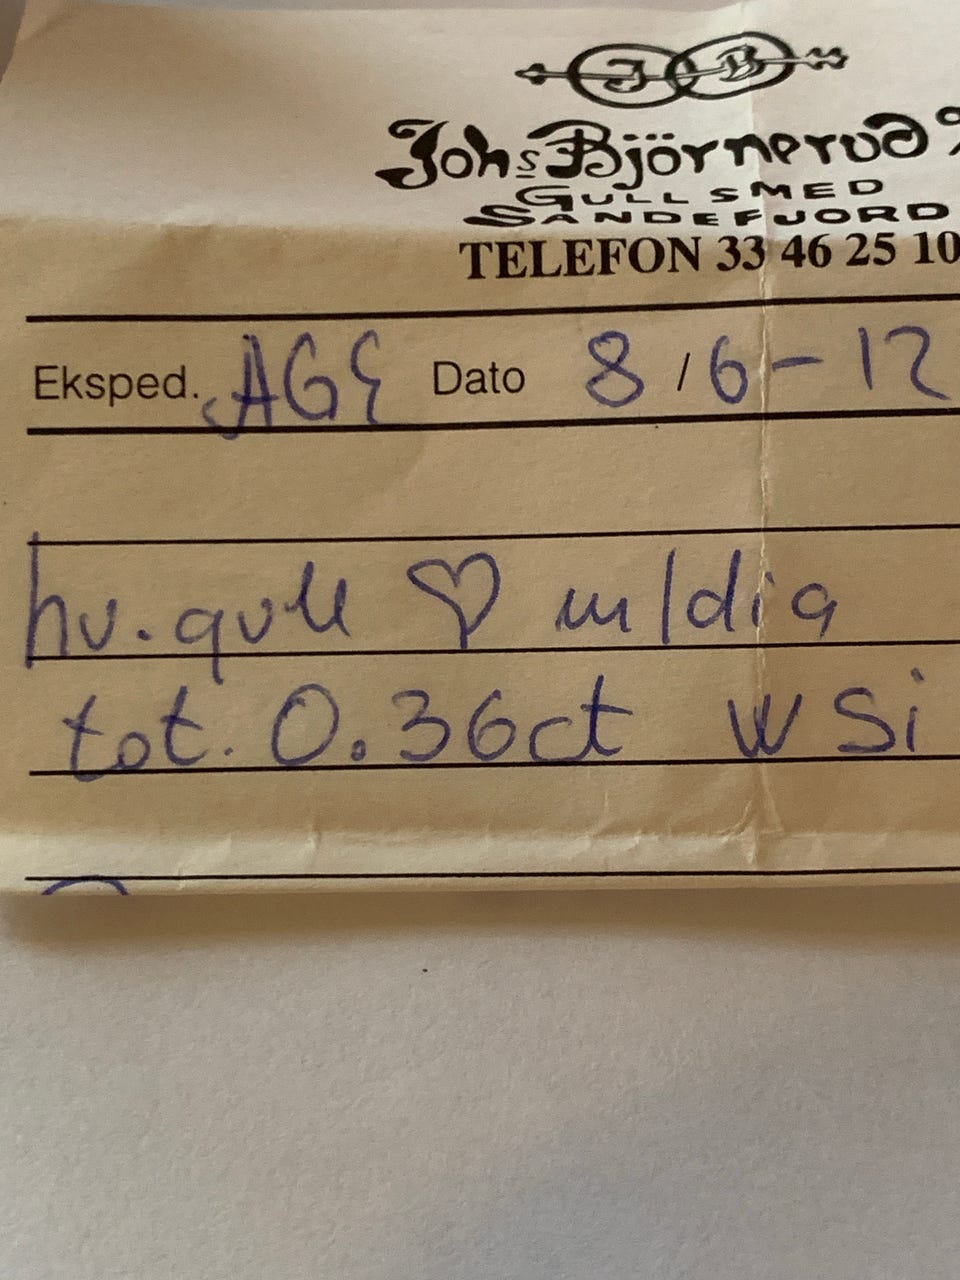 J B
Johs Björnerud
GULLSMED
SANDEFJORD
TELEFON 33 46 25 10
Eksped. AGE Dato 8/6-12
hv. gull ♡ m/dia
tot. 0.36ct W Si